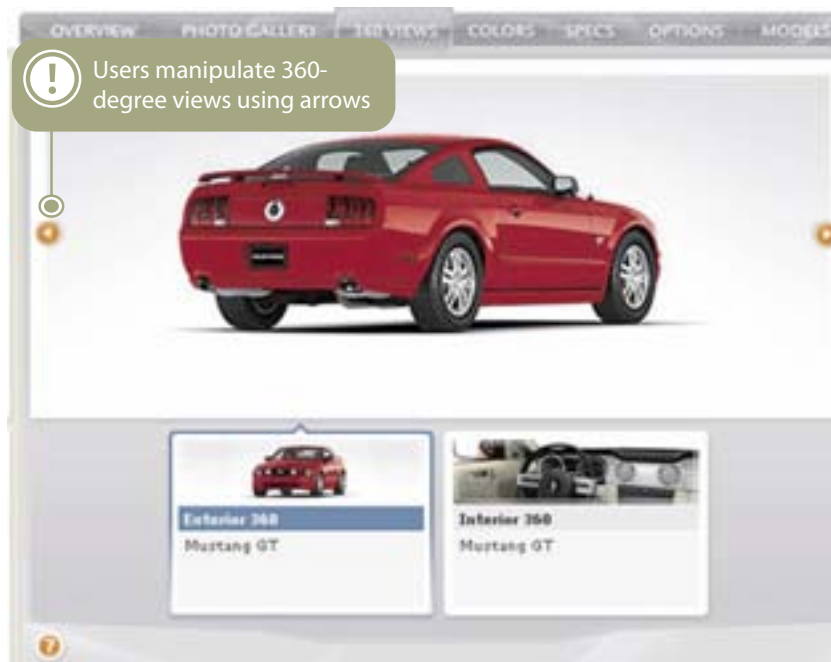 OVERVIEW PHOTO GALLERY 360 VIEWS COLORS SPECS OPTIONS MODELS
! Users manipulate 360-
degree views using arrows
Exterior 360
Mustang GT
Interior 360
Mustang GT
?